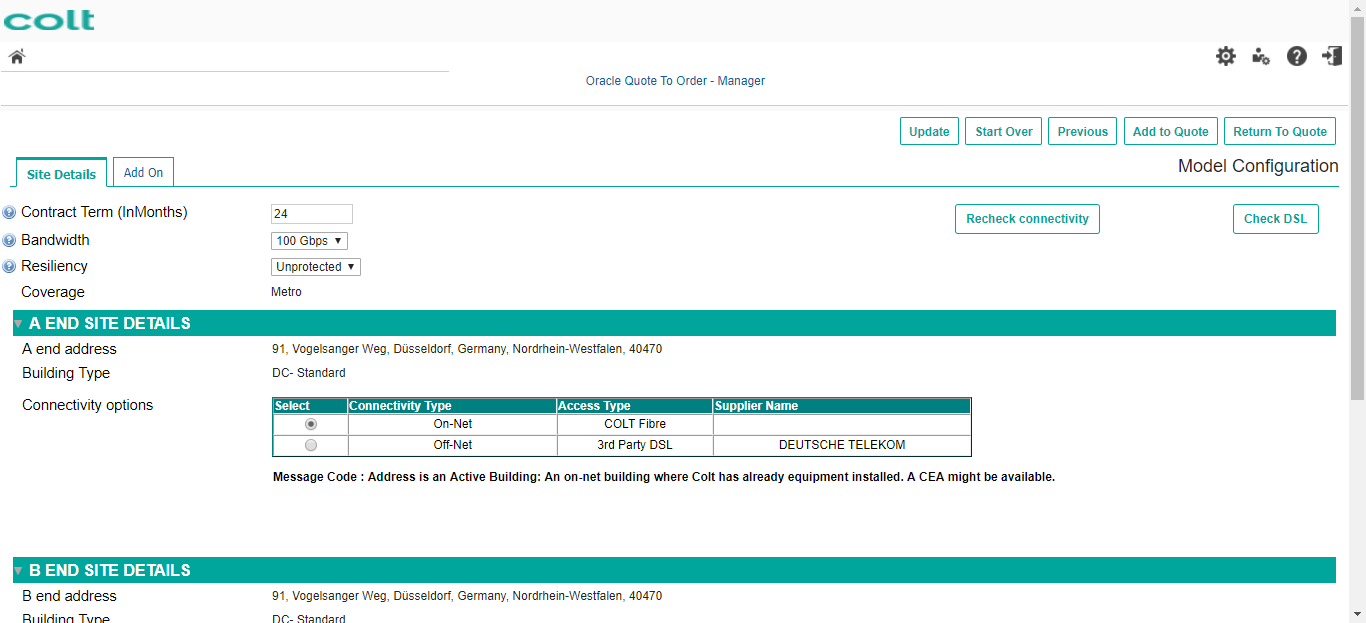 colt
Oracle Quote To Order - Manager
Update Start Over Previous Add to Quote Return To Quote
Site Details Add On Model Configuration
Contract Term (InMonths) 24 Recheck connectivity Check DSL
Bandwidth 100 Gbps
Resiliency Unprotected
Coverage Metro
A END SITE DETAILS
A end address 91, Vogelsanger Weg, Düsseldorf, Germany, Nordrhein-Westfalen, 40470
Building Type DC- Standard
Connectivity options
Select Connectivity Type Access Type Supplier Name
On-Net COLT Fibre
Off-Net 3rd Party DSL DEUTSCHE TELEKOM
Message Code : Address is an Active Building: An on-net building where Colt has already equipment installed. A CEA might be available.
B END SITE DETAILS
B end address 91, Vogelsanger Weg, Düsseldorf, Germany, Nordrhein-Westfalen, 40470
Building Type DC- Standard